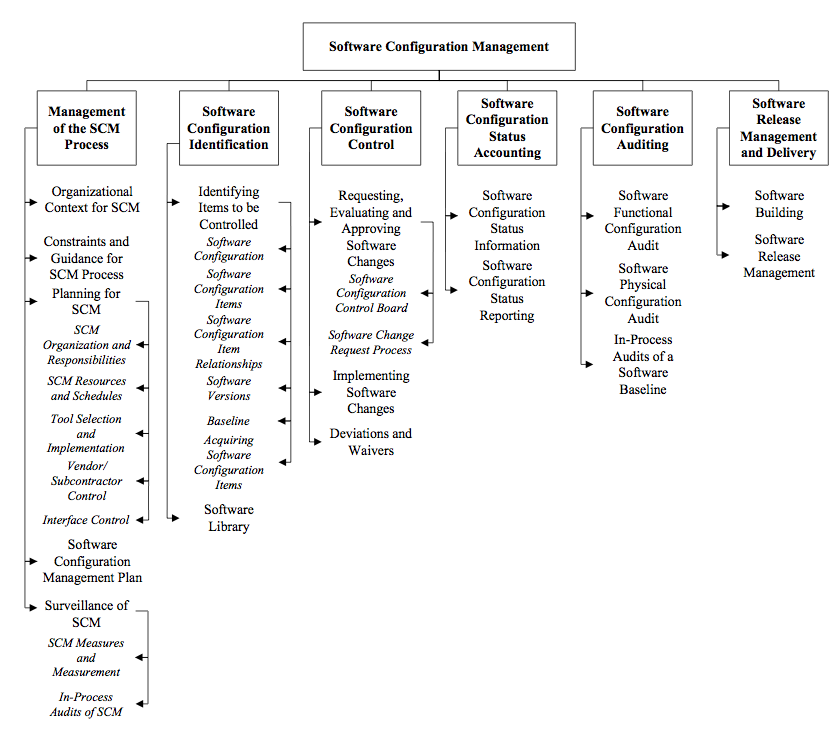 Software Configuration Management
Management
of the SCM
Process
Organizational
Context for SCM
Constraints and
Guidance for
SCM Process
Planning for
SCM
SCM
Organization and
Responsibilities
SCM Resources
and Schedules
Tool Selection
and
Implementation
Vendor/
Subcontractor
Control
Interface Control
Software
Configuration
Management Plan
Surveillance of
SCM
SCM Measures
and
Measurement
In-Process
Audits of SCM
Software
Configuration
Identification
Identifying
Items to be
Controlled
Software
Configuration
Software
Configuration
Items
Software
Configuration
Item
Relationships
Software
Versions
Baseline
Acquiring
Software
Configuration
Items
Software
Library
Software
Configuration
Control
Requesting,
Evaluating and
Approving
Software
Changes
Software
Configuration
Control Board
Software Change
Request Process
Implementing
Software
Changes
Deviations and
Waivers
Software
Configuration
Status
Accounting
Software
Configuration
Status
Information
Software
Configuration
Status
Reporting
Software
Configuration
Auditing
Software
Functional
Configuration
Audit
Software
Physical
Configuration
Audit
In-Process
Audits of a
Software
Baseline
Software
Release
Management
and Delivery
Software
Building
Software
Release
Management